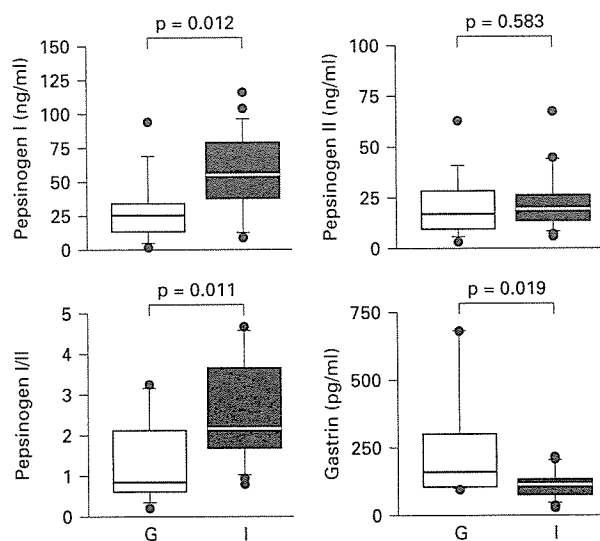 p = 0.012
Pepsinogen I (ng/ml)
150
125
100
75
50
25
0
p = 0.583
Pepsinogen II (ng/ml)
100
75
50
25
0
p = 0.011
Pepsinogen I/II
5
4
3
2
1
0
G
I
p = 0.019
Gastrin (pg/ml)
750
500
250
0
G
I